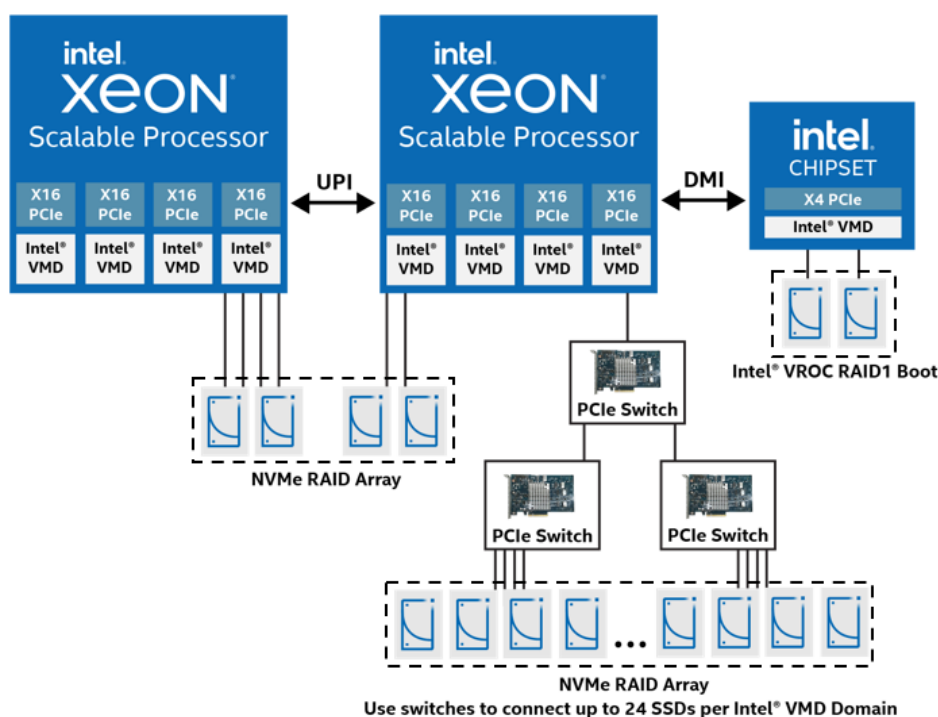 intel.
xeon®
Scalable Processor
X16 PCIe
X16 PCIe
X16 PCIe
X16 PCIe
Intel® VMD
Intel® VMD
Intel® VMD
Intel® VMD
UPI
intel.
xeon®
Scalable Processor
X16 PCIe
X16 PCIe
X16 PCIe
X16 PCIe
Intel® VMD
Intel® VMD
Intel® VMD
Intel® VMD
DMI
intel.
CHIPSET
X4 PCIe
Intel® VMD
Intel® VROC RAID1 Boot
PCIe Switch
NVMe RAID Array
PCIe Switch
PCIe Switch
...
NVMe RAID Array
Use switches to connect up to 24 SSDs per Intel® VMD Domain